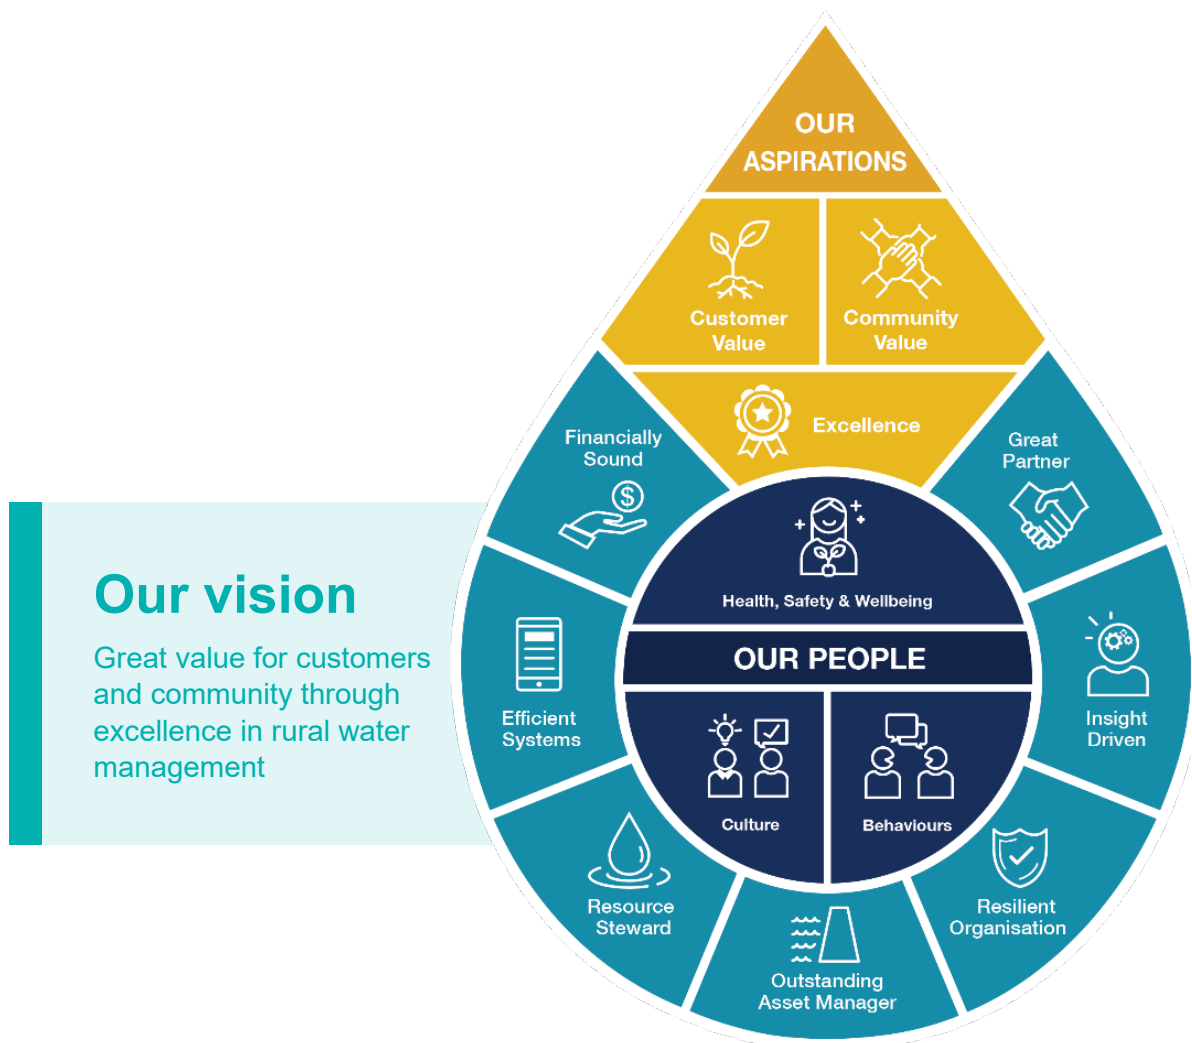 OUR
ASPIRATIONS
Customer
Value
Community
Value
Excellence
Financially
Sound
$
Great
Partner
Health, Safety & Wellbeing
OUR PEOPLE
Culture
Behaviours
Efficient
Systems
Insight
Driven
Resource
Steward
Resilient
Organisation
Outstanding
Asset Manager
Our vision
Great value for customers
and community through
excellence in rural water
management